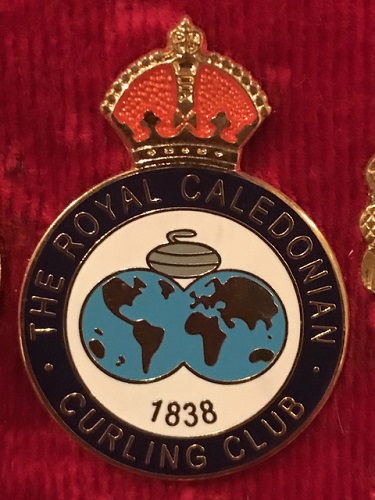 THE ROYAL CALEDONIAN
CURLING CLUB
1838